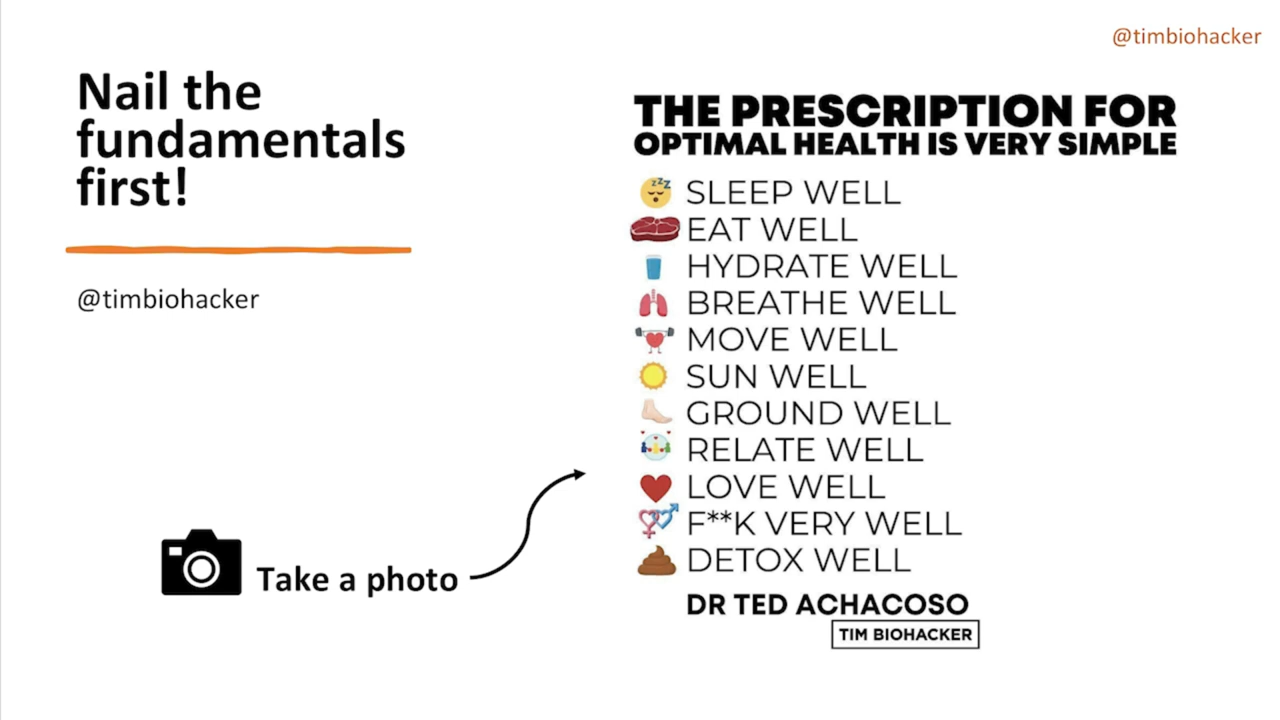 @timbiohacker
Nail the
fundamentals
first!
@timbiohacker
Take a photo
THE PRESCRIPTION FOR
OPTIMAL HEALTH IS VERY SIMPLE
SLEEP WELL
EAT WELL
HYDRATE WELL
BREATHE WELL
MOVE WELL
SUN WELL
GROUND WELL
RELATE WELL
LOVE WELL
F**K VERY WELL
DETOX WELL
DR TED ACHACOSO
TIM BIOHACKER